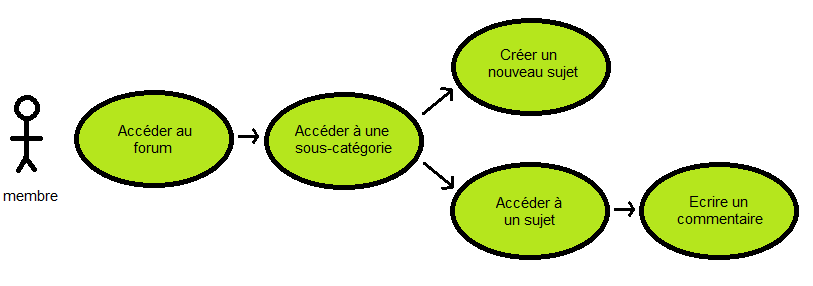 membre
Accéder au
forum
Accéder à une
sous-catégorie
Créer un
nouveau sujet
Accéder à
un sujet
Ecrire un
commentaire